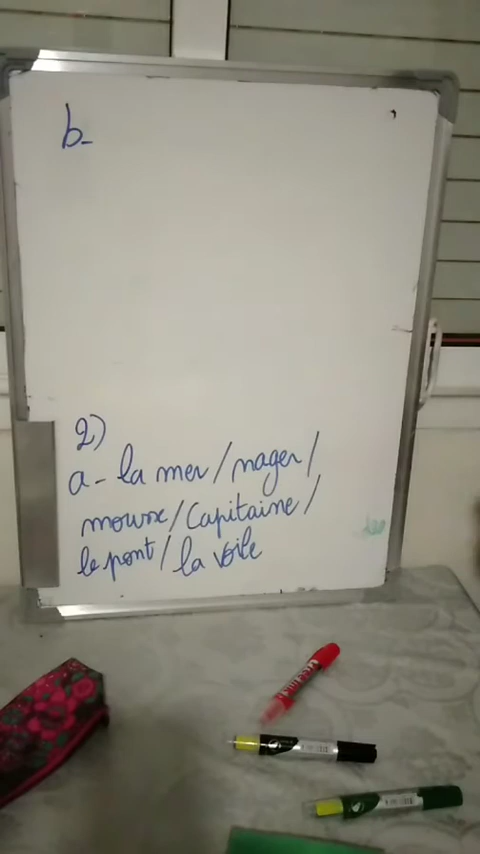 b-
2)
a- la mer / nager /
mousse / Capitaine /
le pont / la voile